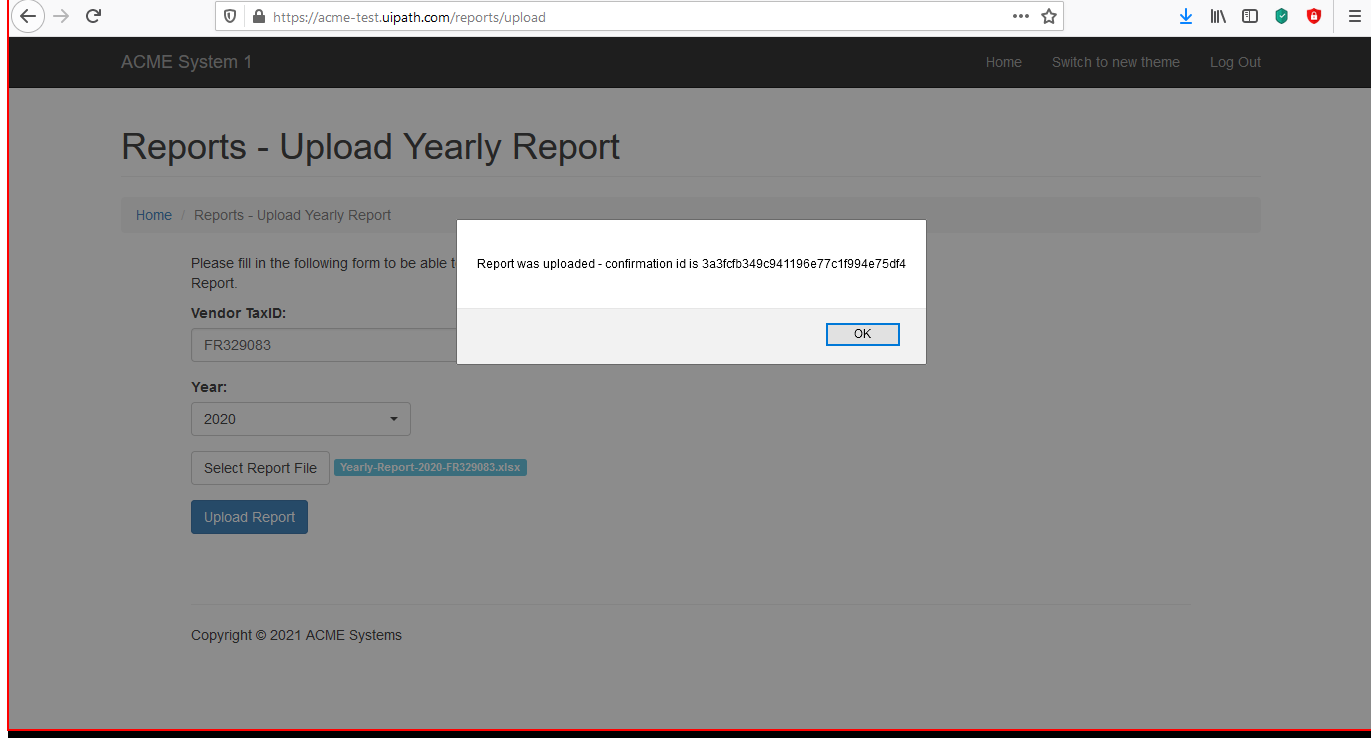 https://acme-test.uipath.com/reports/upload
ACME System 1
Home
Switch to new theme
Log Out
Reports - Upload Yearly Report
Home / Reports - Upload Yearly Report
Please fill in the following form to be able t
Report.
Report was uploaded - confirmation id is 3a3fcfb349c941196e77c1f994e75df4
OK
Vendor TaxID:
FR329083
Year:
2020
Select Report File
Yearly-Report-2020-FR329083.xlsx
Upload Report
Copyright © 2021 ACME Systems